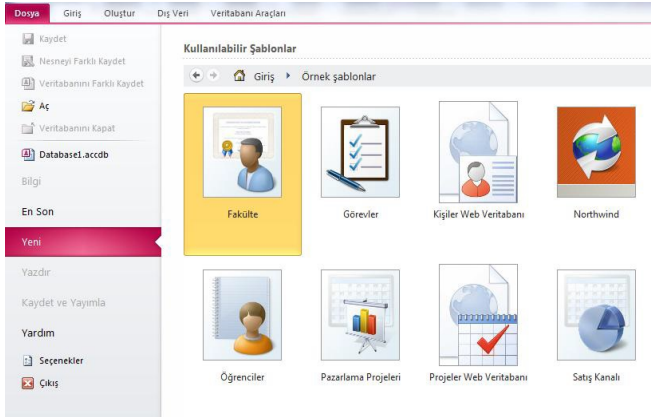 Dosya Giriş Oluştur Dış Veri Veritabanı Araçları
Kaydet
Nesneyi Farklı Kaydet
Veritabanını Farklı Kaydet
Aç
Veritabanını Kapat
Database1.accdb
Bilgi
En Son
Yeni
Yazdır
Kaydet ve Yayımla
Yardım
Seçenekler
Çıkış
Kullanılabilir Şablonlar
Giriş Örnek şablonlar
Fakülte Görevler Kişiler Web Veritabanı Northwind
Öğrenciler Pazarlama Projeleri Projeler Web Veritabanı Satış Kanalı